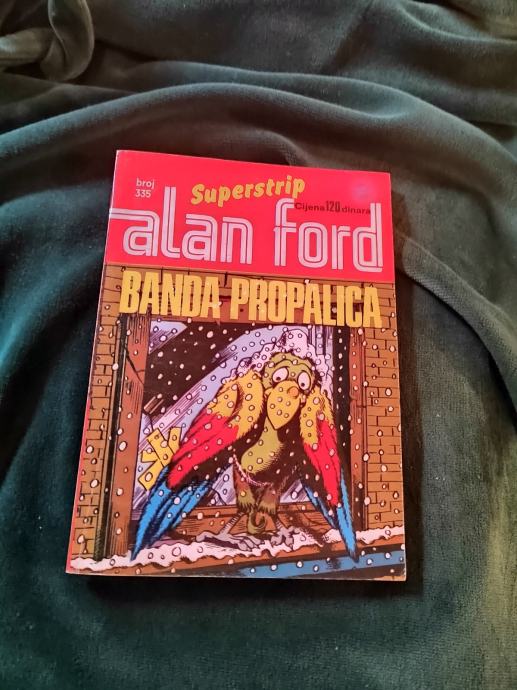 broj
335
Superstrip
Cijena 120 dinara
alan ford
BANDA PROPALICA